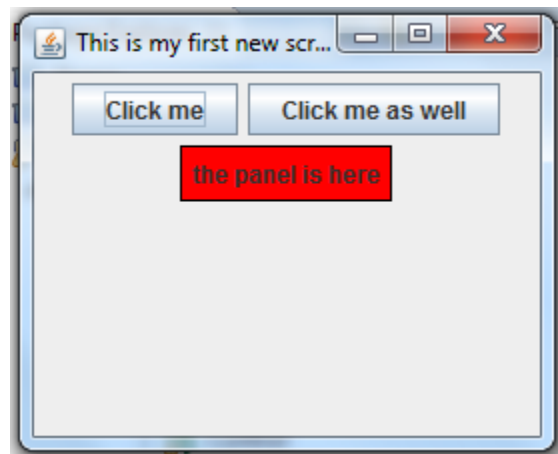 This is my first new scr...
Click me
Click me as well
the panel is here